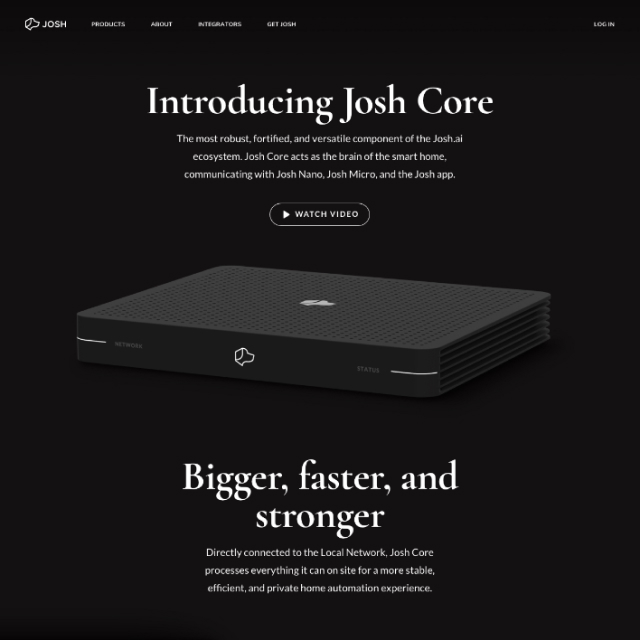 JOSH
PRODUCTS
ABOUT
INTEGRATORS
GET JOSH
LOG IN
Introducing Josh Core
The most robust, fortified, and versatile component of the Josh.ai
ecosystem. Josh Core acts as the brain of the smart home,
communicating with Josh Nano, Josh Micro, and the Josh app.
WATCH VIDEO
NETWORK
STATUS
Bigger, faster, and
stronger
Directly connected to the Local Network, Josh Core
processes everything it can on site for a more stable,
efficient, and private home automation experience.